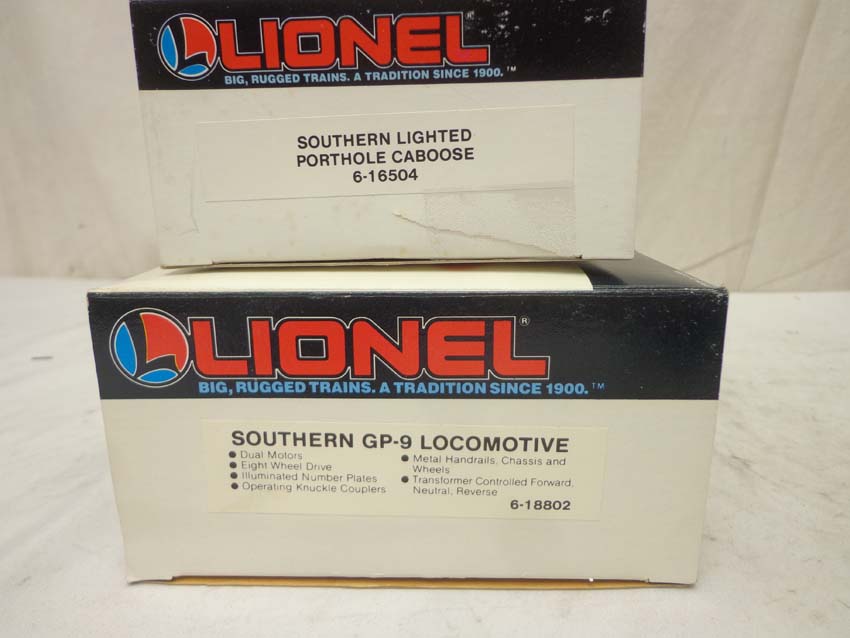 LIONEL®
BIG, RUGGED TRAINS. A TRADITION SINCE 1900.™
SOUTHERN LIGHTED
PORTHOLE CABOOSE
6-16504
LIONEL®
BIG, RUGGED TRAINS. A TRADITION SINCE 1900.™
SOUTHERN GP-9 LOCOMOTIVE
● Dual Motors
● Eight Wheel Drive
● Illuminated Number Plates
● Operating Knuckle Couplers
● Metal Handrails, Chassis and
Wheels
● Transformer Controlled Forward,
Neutral, Reverse
6-18802